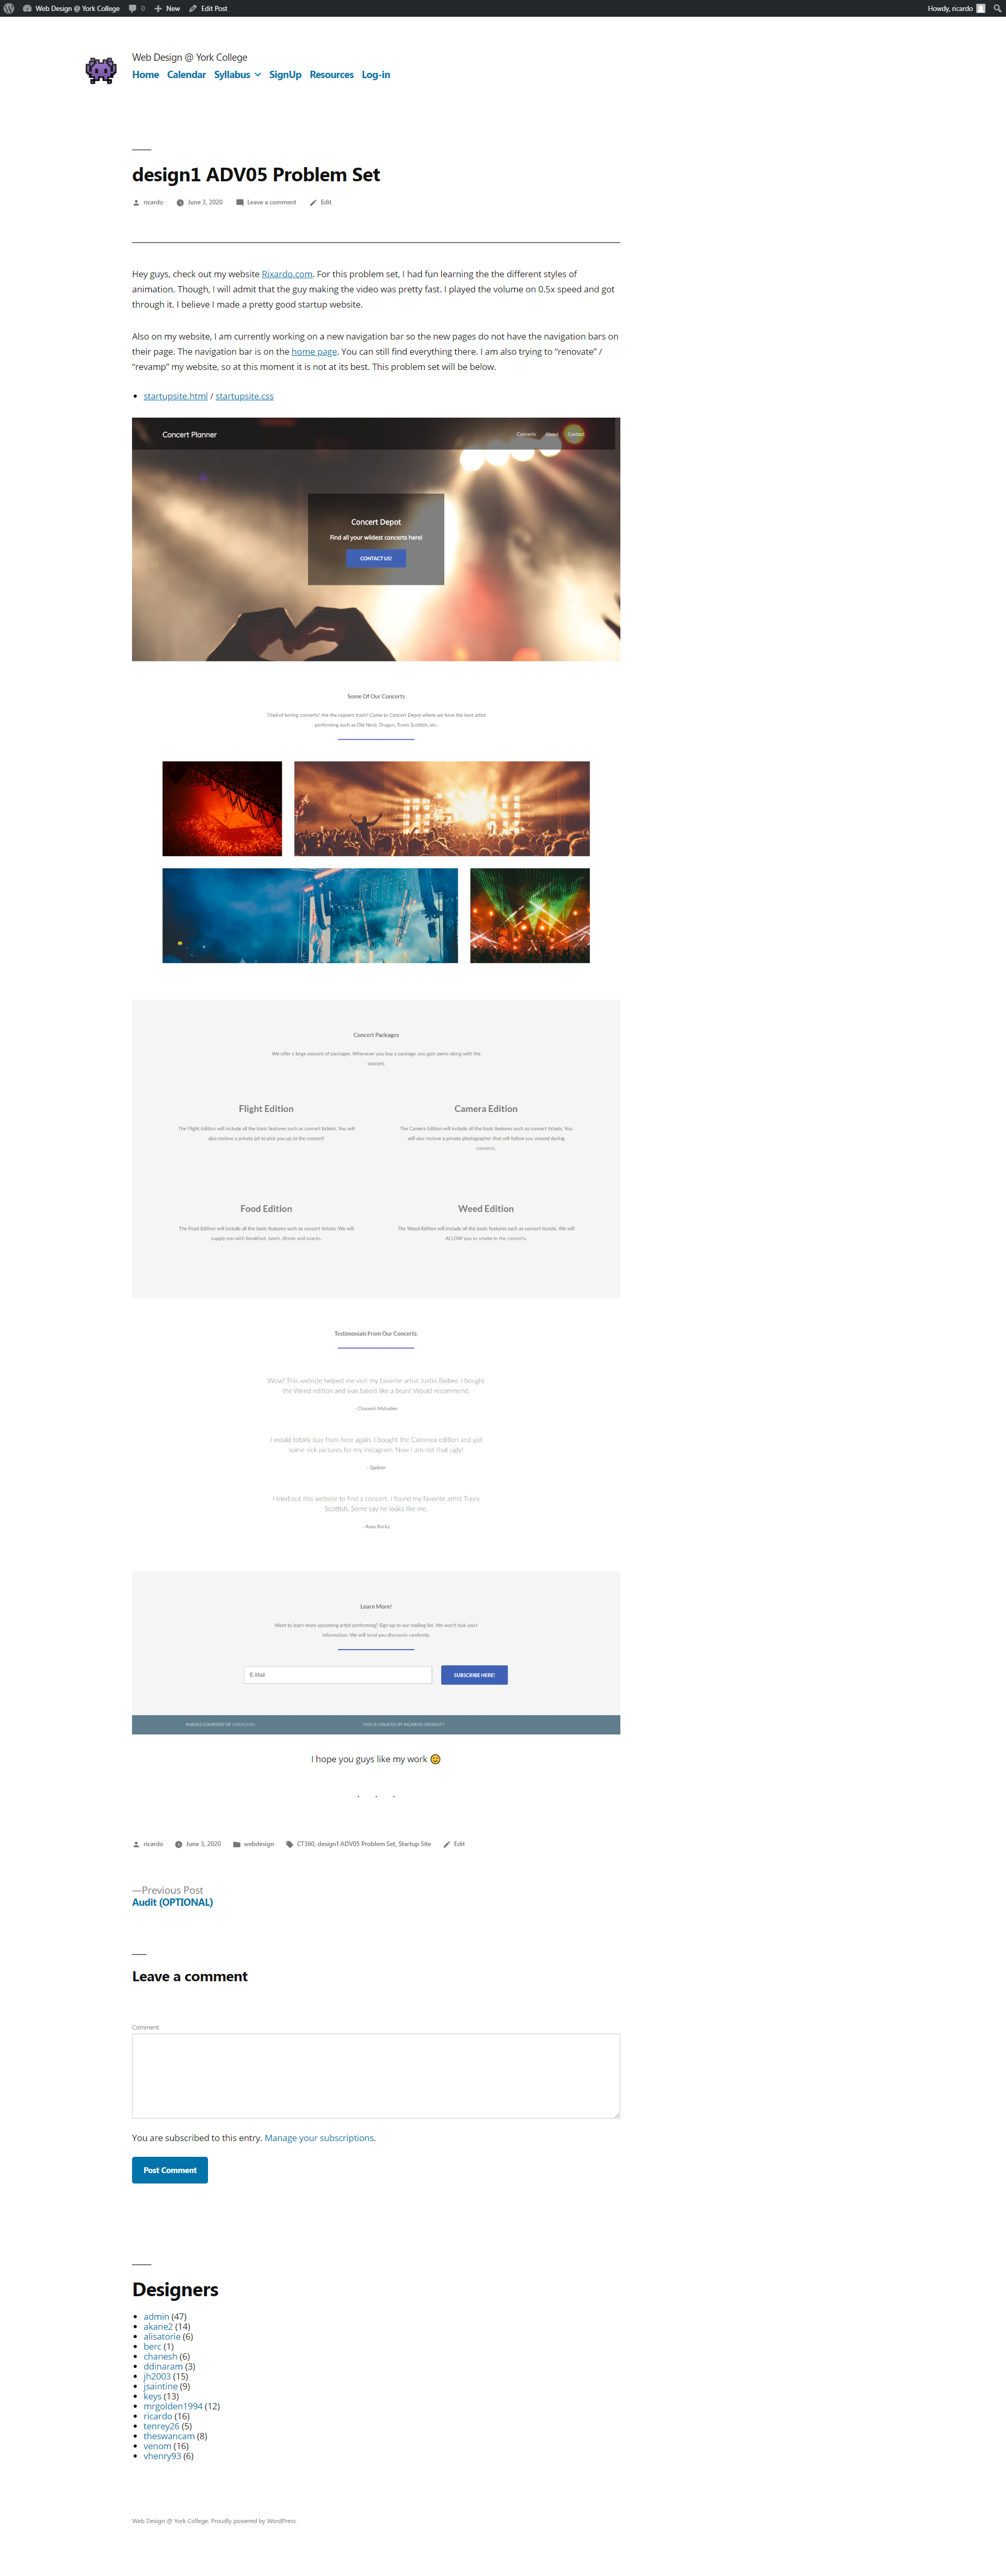 Web Design @ York College 0 New Edit Post Howdy, ricardo
Web Design @ York College
Home Calendar Syllabus SignUp Resources Log-in
design1 ADV05 Problem Set
ricardo June 3, 2020 Leave a comment Edit
Hey guys, check out my website Rixardo.com. For this problem set, I had fun learning the the different styles of
animation. Though, I will admit that the guy making the video was pretty fast. I played the volume on 0.5x speed and got
through it. I believe I made a pretty good startup website.
Also on my website, I am currently working on a new navigation bar so the new pages do not have the navigation bars on
their page. The navigation bar is on the home page. You can still find everything there. I am also trying to “renovate” /
“revamp” my website, so at this moment it is not at its best. This problem set will be below.
startupsite.html / startupsite.css
Concert Planner Concerts About Contact
Concert Depot
Find all your wildest concerts here!
CONTACT US!
Some Of Our Concerts
Tired of boring concerts? Are the rappers trash? Come to Concert Depot where we have the best artist
performing such as Old Nerd, Dragon, Travis Scottish, etc.
Concert Packages
We offer a large amount of packages. Whenever you buy a package, you gain perks along with the
concert.
Flight Edition Camera Edition
The Flight Edition will include all the basic features such as concert tickets. You will The Camera Edition will include all the basic features such as concert tickets. You
also recieve a private jet to pick you up to the concert! will also recieve a private photographer that will follow you around during
concerts.
Food Edition Weed Edition
The Food Edition will include all the basic features such as concert tickets. We will The Weed Edition will include all the basic features such as concert tickets. We will
supply you with breakfast, lunch, dinner and snacks. ALLOW you to smoke in the concerts.
Testimonials From Our Concerts:
Wow! This website helped me visit my favorite artist Justin Beiber. I bought
the Weed edition and was baked like a bean! Would recommend.
- Chanesh Mahadeo
I would totally buy from here again. I bought the Camerea edition and got
some sick pictures for my instagram. Now I am not that ugly!
I tried out this website to find a concert, I found my favorite artist Travis
Scottish. Some say he looks like me.
- Asap Rocky
Learn More!
Want to learn more upcoming artist performing? Sign up to our mailing list. We won't leak your
information. We will send you discounts randomly.
E-Mail SUBSCRIBE HERE!
IMAGES COURTESY OF UNSPLASH. THIS IS CREATED BY RICARDO
I hope you guys like my work
. . .
ricardo June 3, 2020 webdesign CT360, design1 ADV05 Problem Set, Startup Site Edit
—Previous Post
Audit (OPTIONAL)
Leave a comment
Comment
You are subscribed to this entry. Manage your subscriptions.
Post Comment
Designers
admin (47)
akane2 (14)
alisatorie (6)
berc (1)
chanesh (6)
ddinaram (3)
jh2003 (15)
jsaintine (9)
keys (13)
mrgolden1994 (12)
ricardo (16)
tenrey26 (5)
theswancam (8)
venom (16)
vhenry93 (6)
Web Design @ York College, Proudly powered by WordPress.